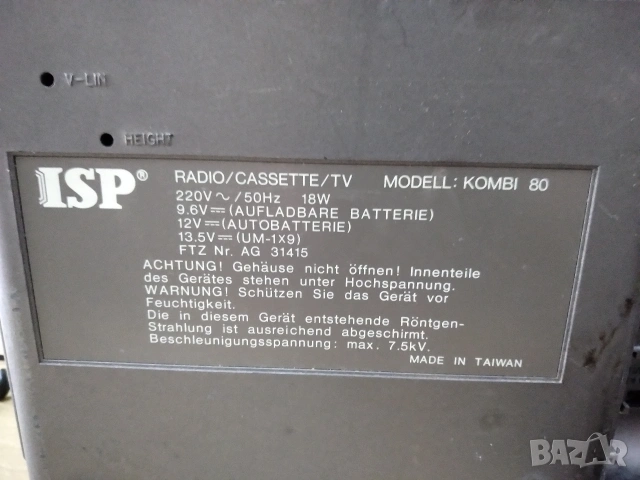 V-LIN
HEIGHT
ISP®
RADIO/CASSETTE/TV MODELL: KOMBI 80
220V～/50Hz 18W
9.6V⎓(AUFLADBARE BATTERIE)
12V⎓(AUTOBATTERIE)
13.5V⎓(UM-1X9)
FTZ Nr. AG 31415
ACHTUNG! Gehäuse nicht öffnen! Innenteile
des Gerätes stehen unter Hochspannung.
WARNUNG! Schützen Sie das Gerät vor
Feuchtigkeit.
Die in diesem Gerät entstehende Röntgen-
Strahlung ist ausreichend abgeschirmt.
Beschleunigungsspannung: max. 7.5kV.
MADE IN TAIWAN
BAZAR